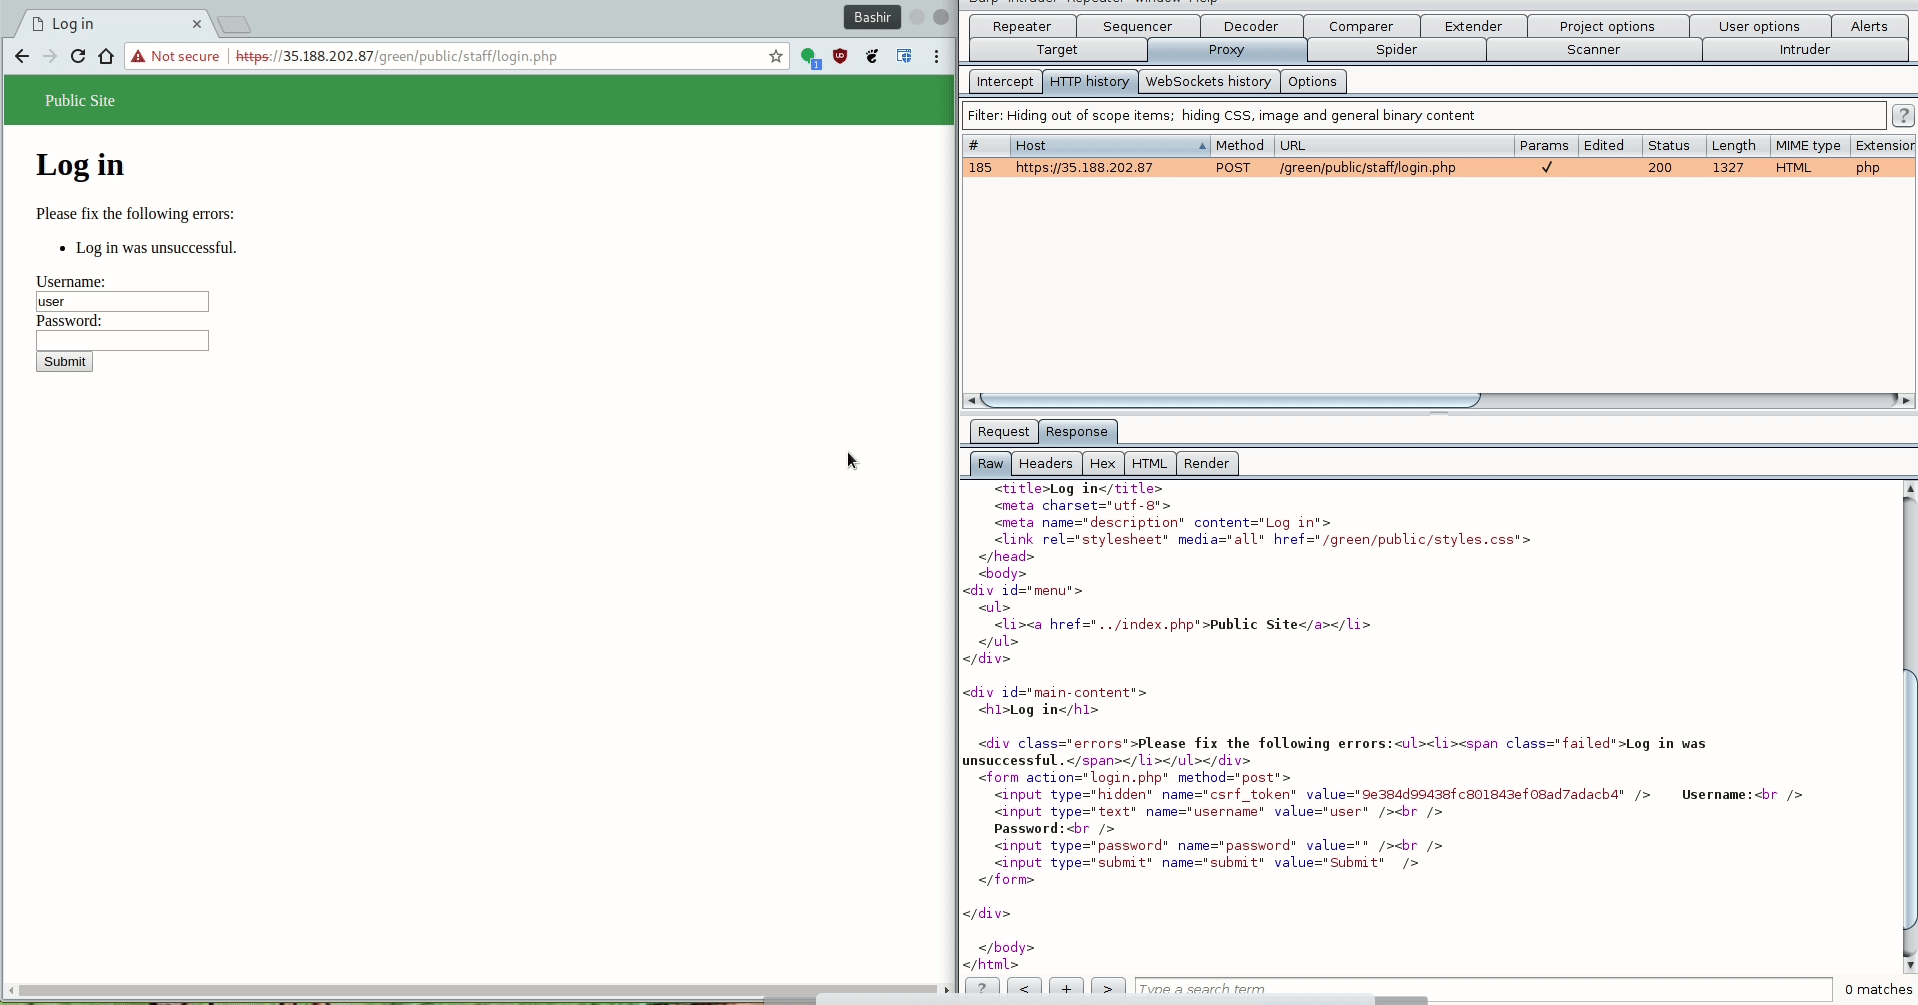 Log in
Bashir
Not secure https://35.188.202.87/green/public/staff/login.php
1
Public Site
Log in
Please fix the following errors:
Log in was unsuccessful.
Username:
user
Password:
Submit
Burp Intruder Repeater Window Help
Repeater Sequencer Decoder Comparer Extender Project options User options Alerts
Target Proxy Spider Scanner Intruder
Intercept HTTP history WebSockets history Options
Filter: Hiding out of scope items;  hiding CSS, image and general binary content
?
# Host Method URL Params Edited Status Length MIME type Extension
185 https://35.188.202.87 POST /green/public/staff/login.php ✓ 200 1327 HTML php
Request Response
Raw Headers Hex HTML Render
<title>Log in</title>
<meta charset="utf-8">
<meta name="description" content="Log in">
<link rel="stylesheet" media="all" href="/green/public/styles.css">
</head>
<body>
<div id="menu">
<ul>
<li><a href="../index.php">Public Site</a></li>
</ul>
</div>
<div id="main-content">
<h1>Log in</h1>
<div class="errors">Please fix the following errors:<ul><li><span class="failed">Log in was
unsuccessful.</span></li></ul></div>
<form action="login.php" method="post">
<input type="hidden" name="csrf_token" value="9e384d99438fc801843ef08ad7adacb4" />    Username:<br />
<input type="text" name="username" value="user" /><br />
Password:<br />
<input type="password" name="password" value="" /><br />
<input type="submit" name="submit" value="Submit"  />
</form>
</div>
</body>
</html>
? < + > Type a search term 0 matches